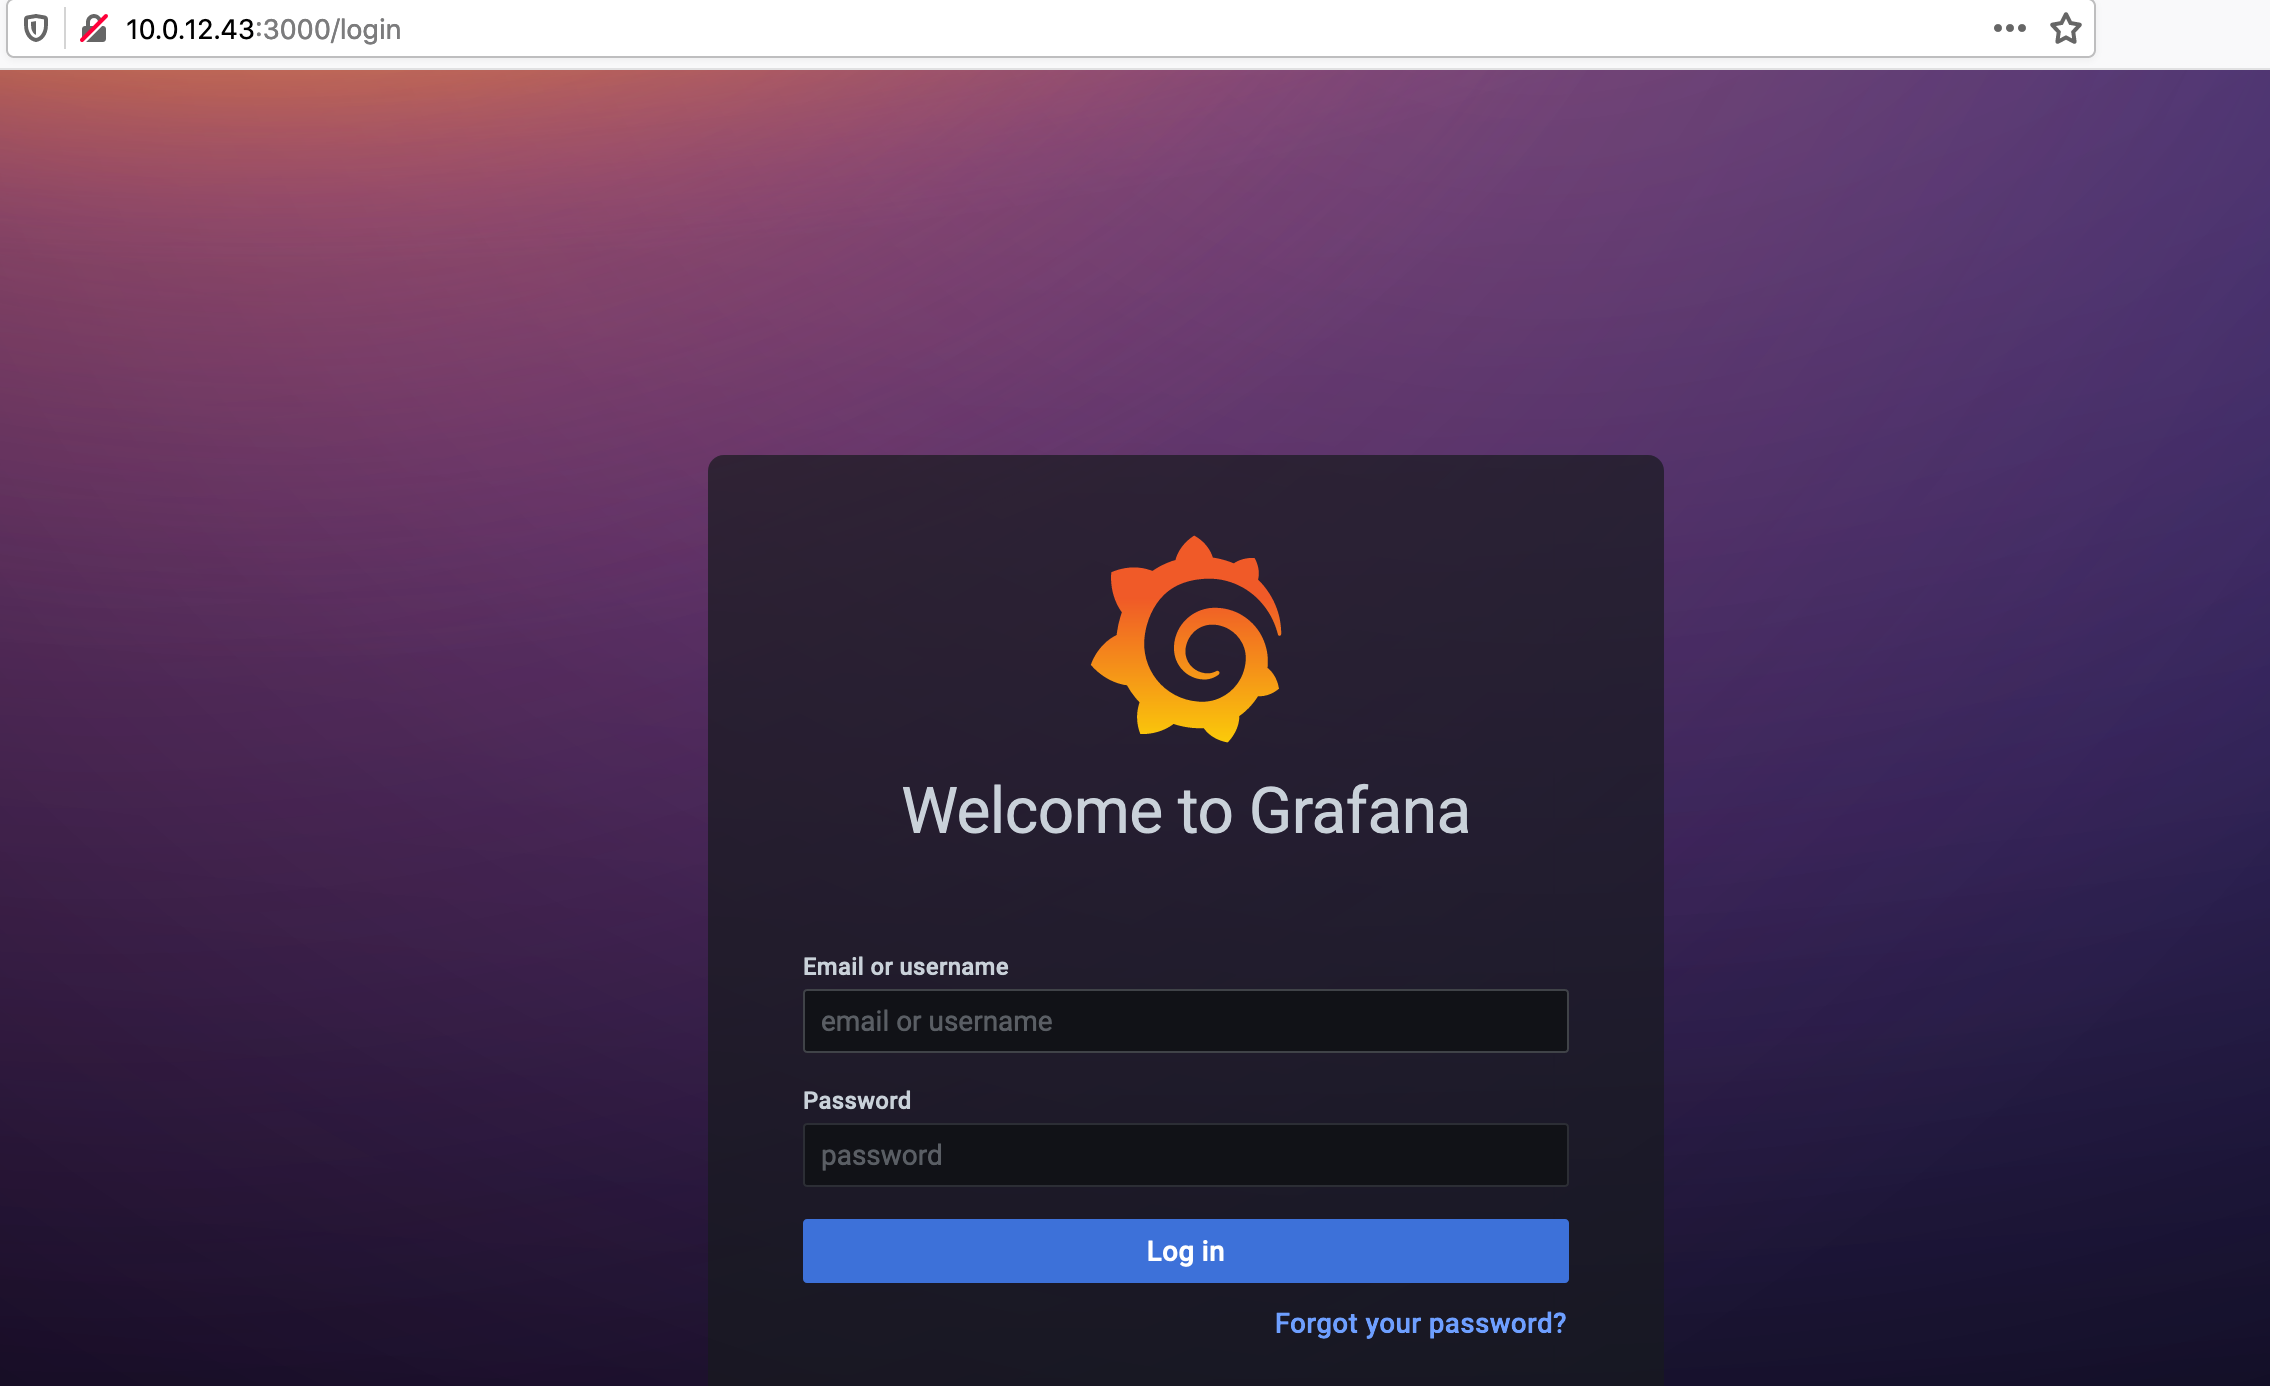 10.0.12.43:3000/login
Welcome to Grafana
Email or username
email or username
Password
password
Log in
Forgot your password?